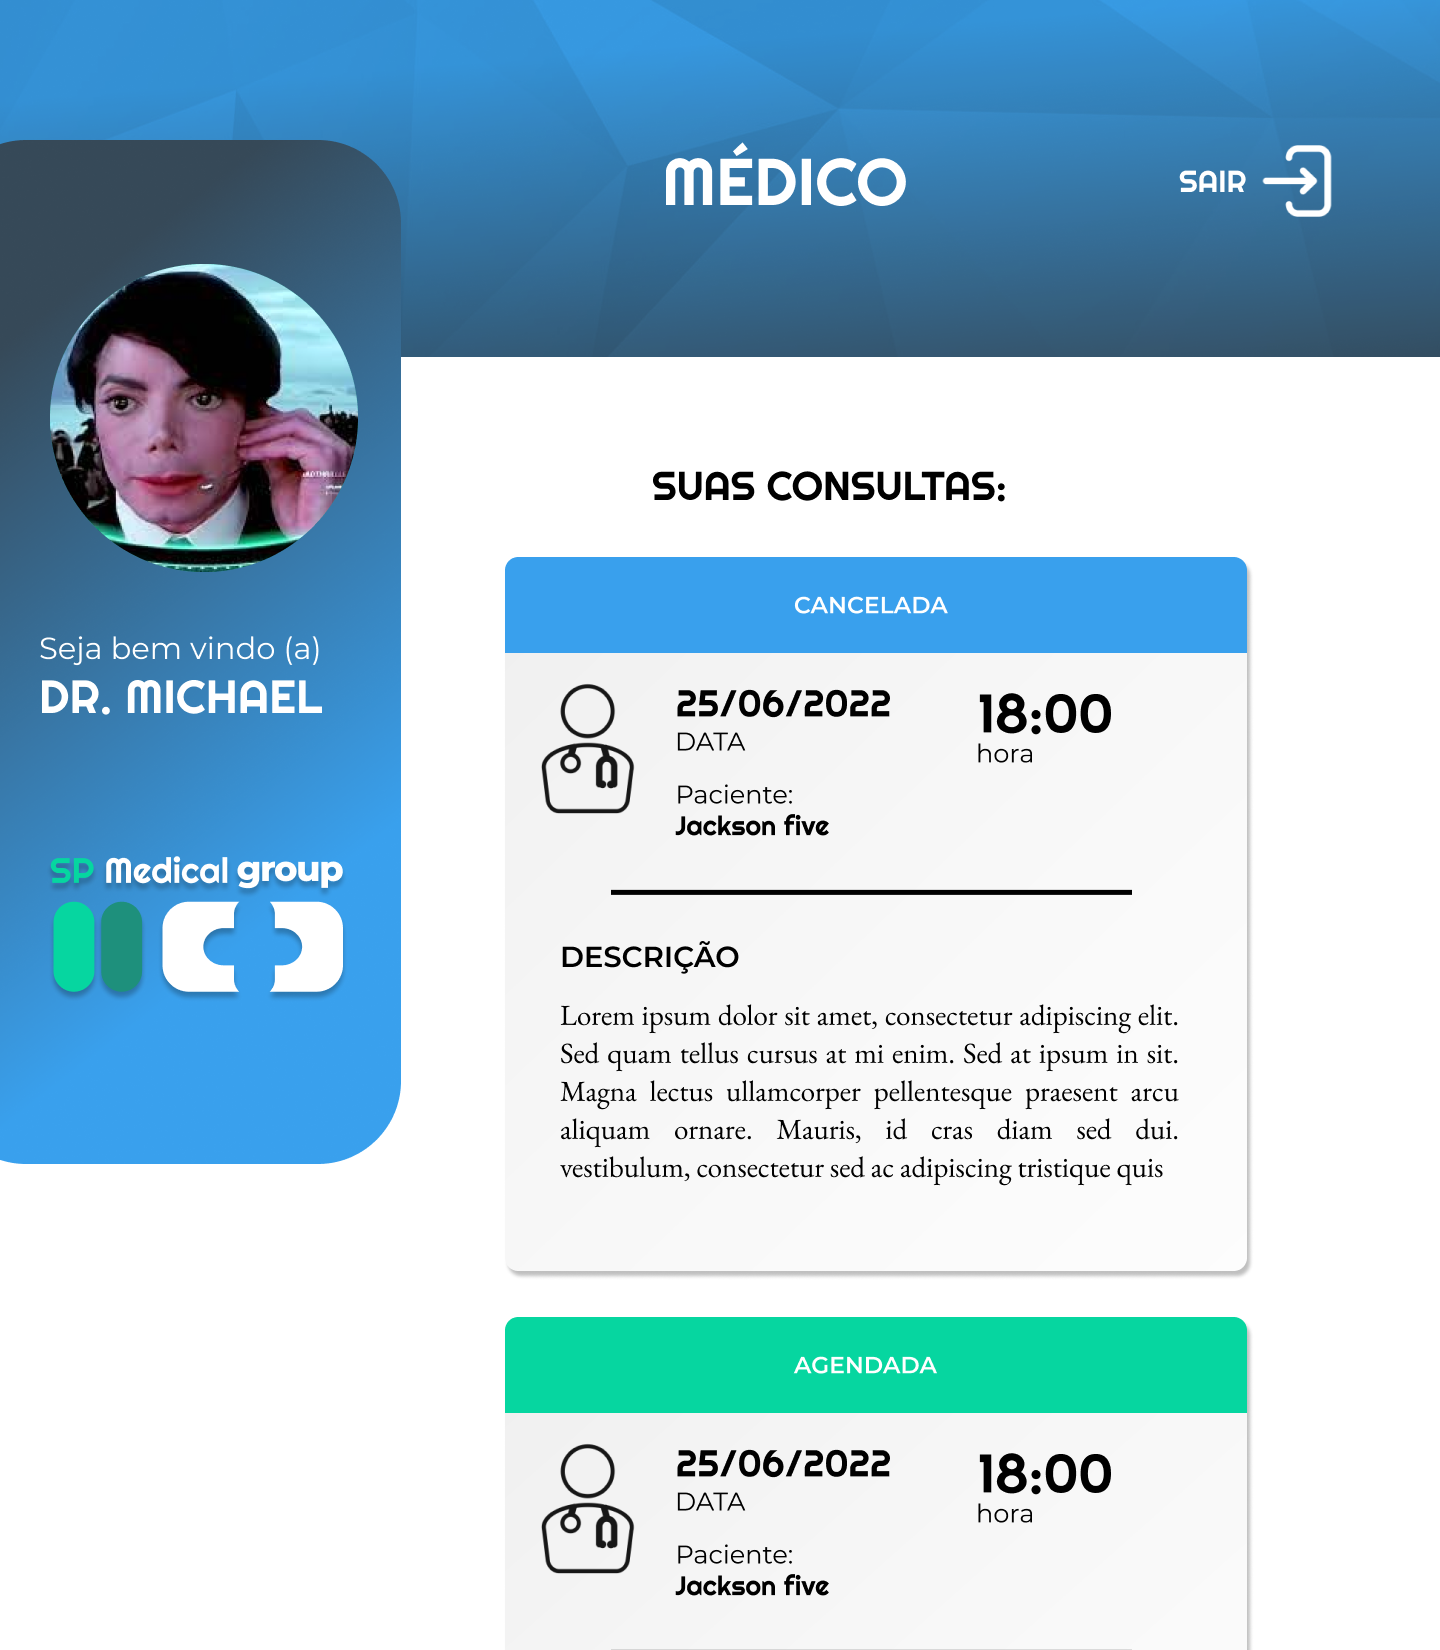 MÉDICO
SAIR
Seja bem vindo (a)
DR. MICHAEL
SP Medical group
SUAS CONSULTAS:
CANCELADA
25/06/2022
DATA
18:00
hora
Paciente:
Jackson five
DESCRIÇÃO
Lorem ipsum dolor sit amet, consectetur adipiscing elit.
Sed quam tellus cursus at mi enim. Sed at ipsum in sit.
Magna lectus ullamcorper pellentesque praesent arcu
aliquam ornare. Mauris, id cras diam sed dui.
vestibulum, consectetur sed ac adipiscing tristique quis
AGENDADA
25/06/2022
DATA
18:00
hora
Paciente:
Jackson five